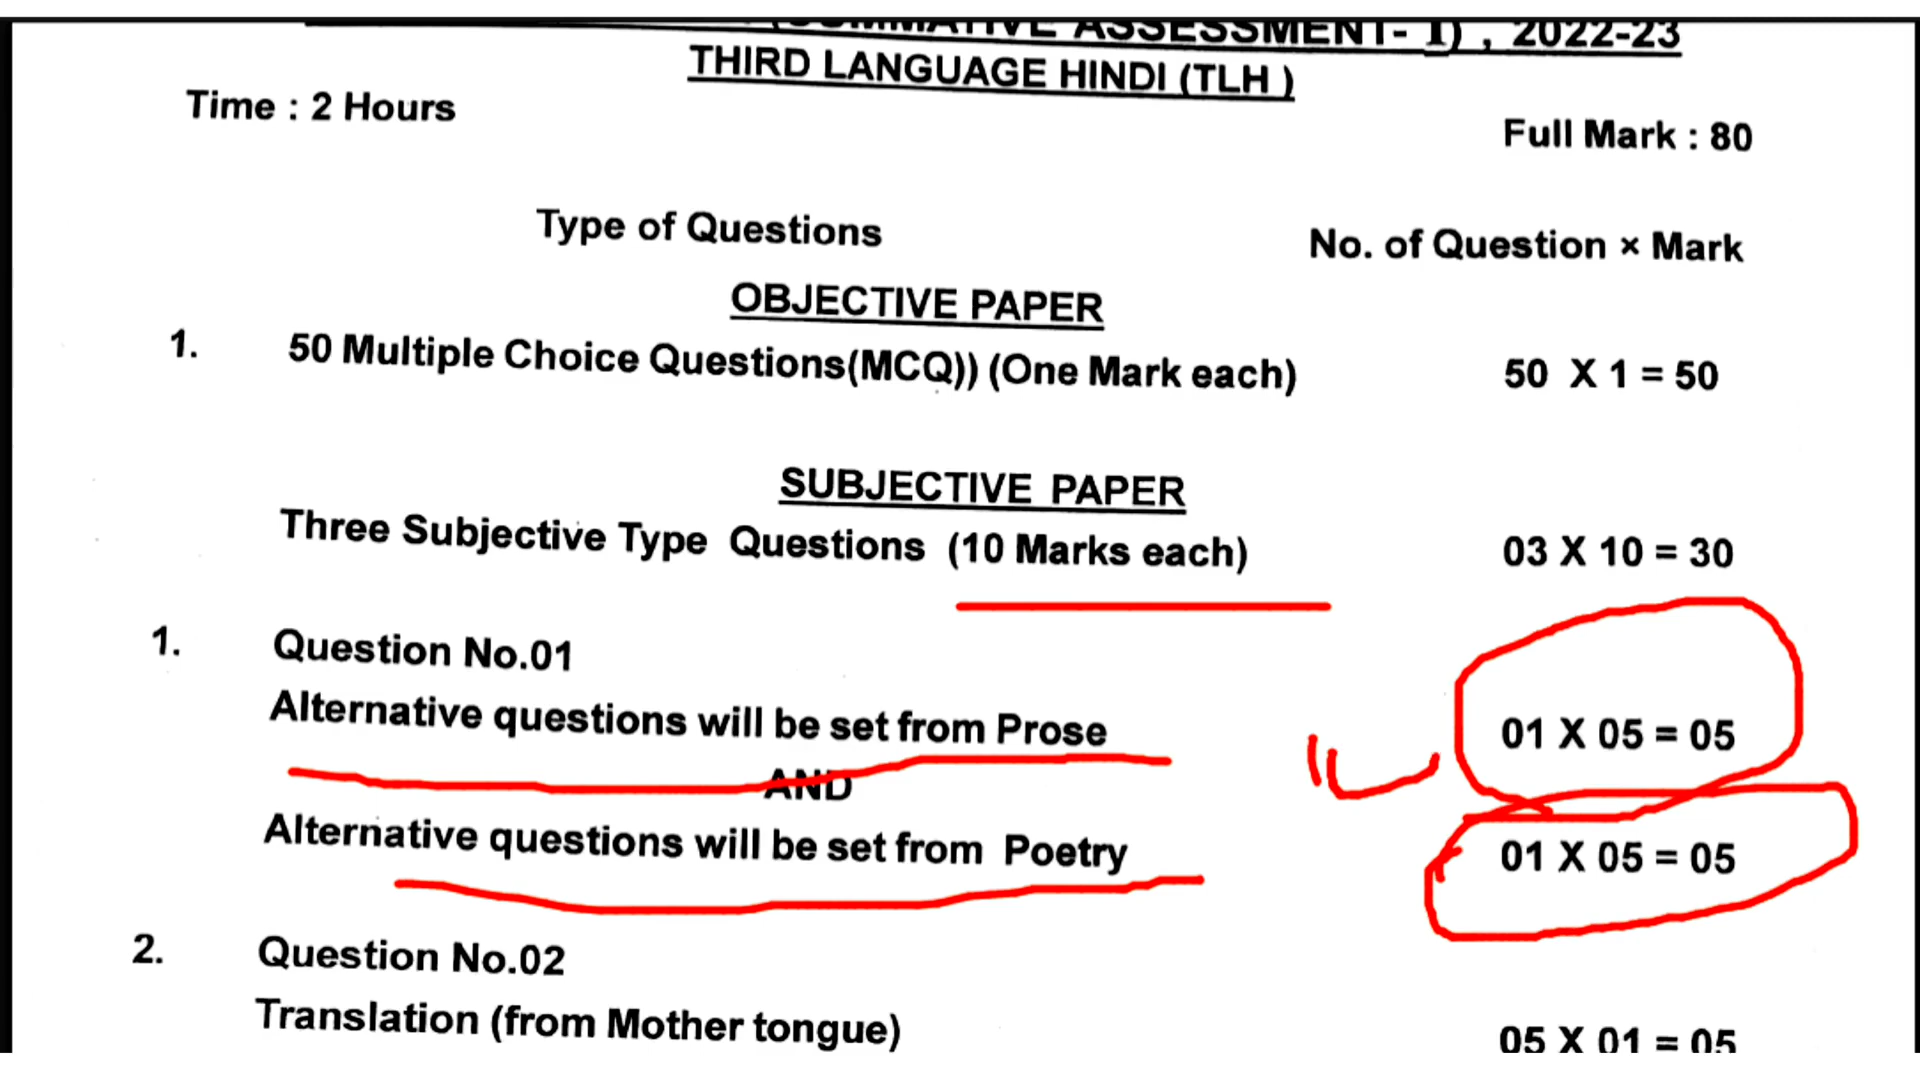 (SUMMATIVE ASSESSMENT- I) , 2022-23
THIRD LANGUAGE HINDI (TLH )
Time : 2 Hours
Full Mark : 80
Type of Questions
No. of Question × Mark
OBJECTIVE PAPER
1. 50 Multiple Choice Questions(MCQ)) (One Mark each) 50 X 1 = 50
SUBJECTIVE PAPER
Three Subjective Type Questions (10 Marks each) 03 X 10 = 30
1. Question No.01
Alternative questions will be set from Prose 01 X 05 = 05
AND
Alternative questions will be set from Poetry 01 X 05 = 05
2. Question No.02
Translation (from Mother tongue) 05 X 01 = 05